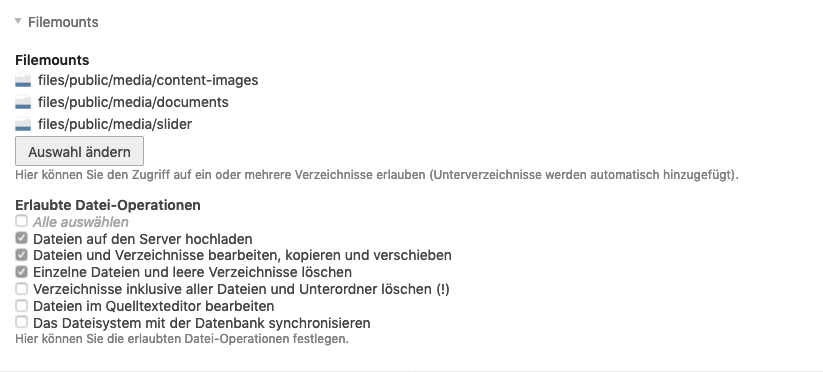 Filemounts
Filemounts
files/public/media/content-images
files/public/media/documents
files/public/media/slider
Auswahl ändern
Hier können Sie den Zugriff auf ein oder mehrere Verzeichnisse erlauben (Unterverzeichnisse werden automatisch hinzugefügt).
Erlaubte Datei-Operationen
Alle auswählen
Dateien auf den Server hochladen
Dateien und Verzeichnisse bearbeiten, kopieren und verschieben
Einzelne Dateien und leere Verzeichnisse löschen
Verzeichnisse inklusive aller Dateien und Unterordner löschen (!)
Dateien im Quelltexteditor bearbeiten
Das Dateisystem mit der Datenbank synchronisieren
Hier können Sie die erlaubten Datei-Operationen festlegen.